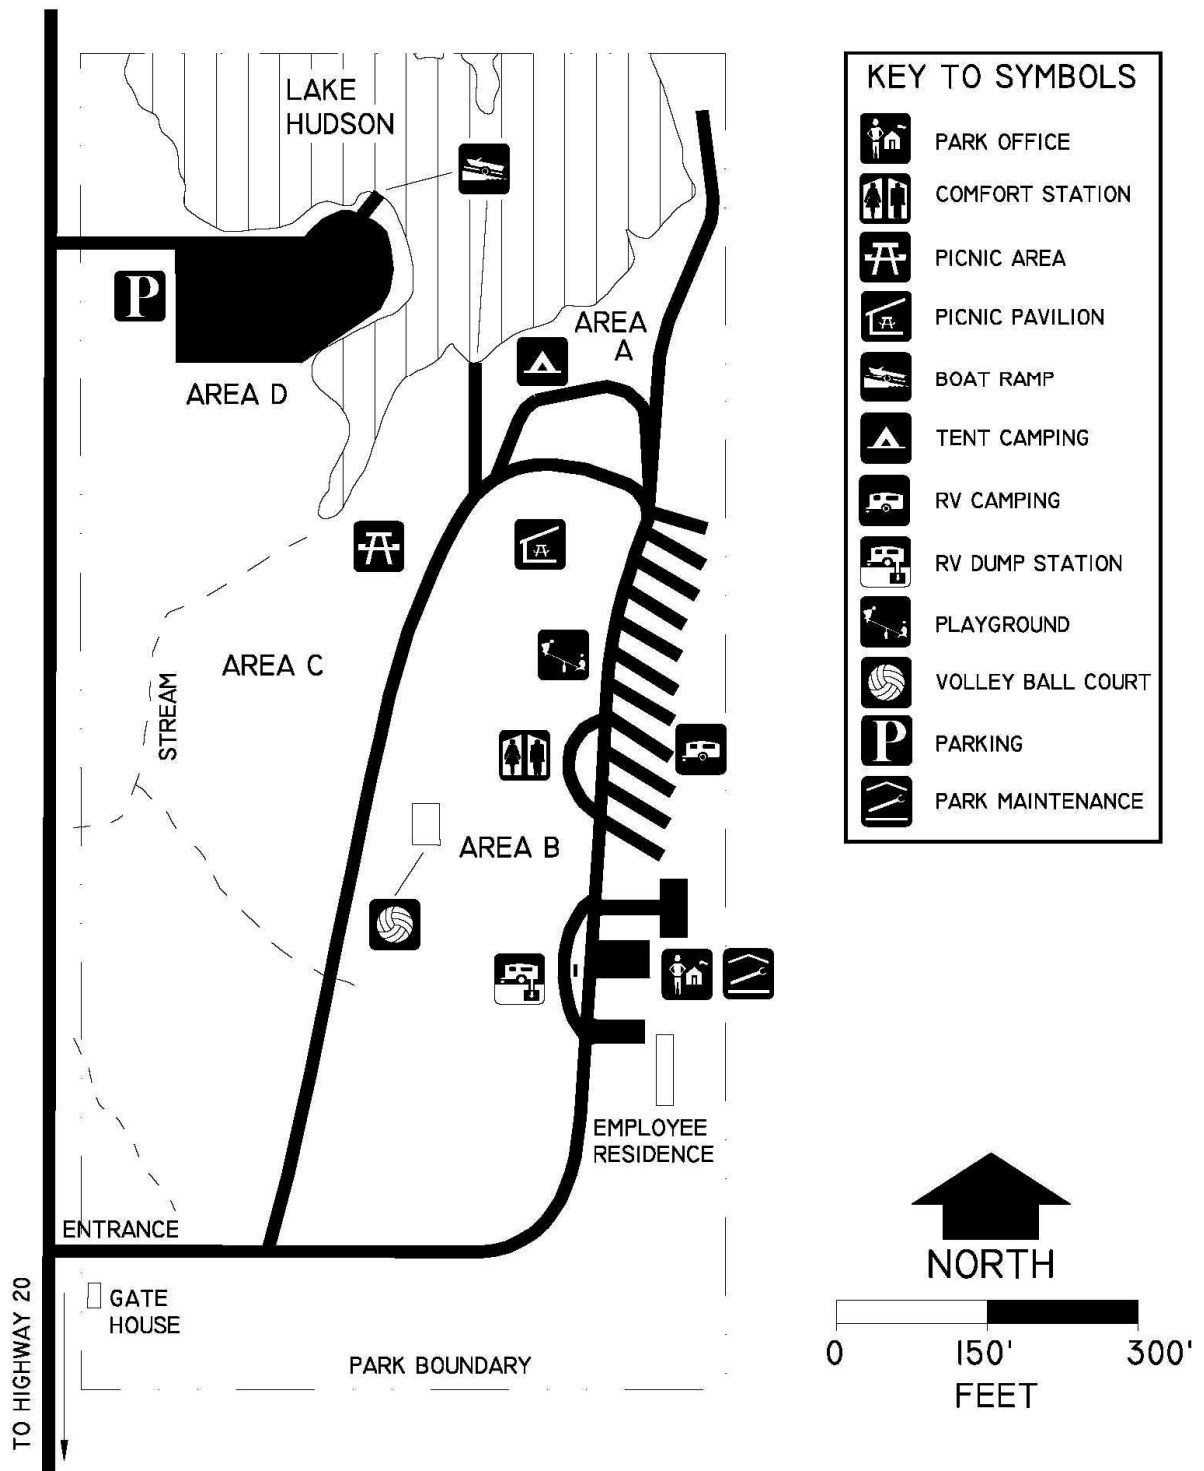 LAKE
HUDSON
KEY TO SYMBOLS
PARK OFFICE
COMFORT STATION
PICNIC AREA
PICNIC PAVILION
BOAT RAMP
TENT CAMPING
RV CAMPING
RV DUMP STATION
PLAYGROUND
VOLLEY BALL COURT
P PARKING
PARK MAINTENANCE
P
AREA
A
AREA D
AREA C
STREAM
AREA B
EMPLOYEE
RESIDENCE
ENTRANCE
GATE
HOUSE
TO HIGHWAY 20
PARK BOUNDARY
NORTH
0 150' 300'
FEET